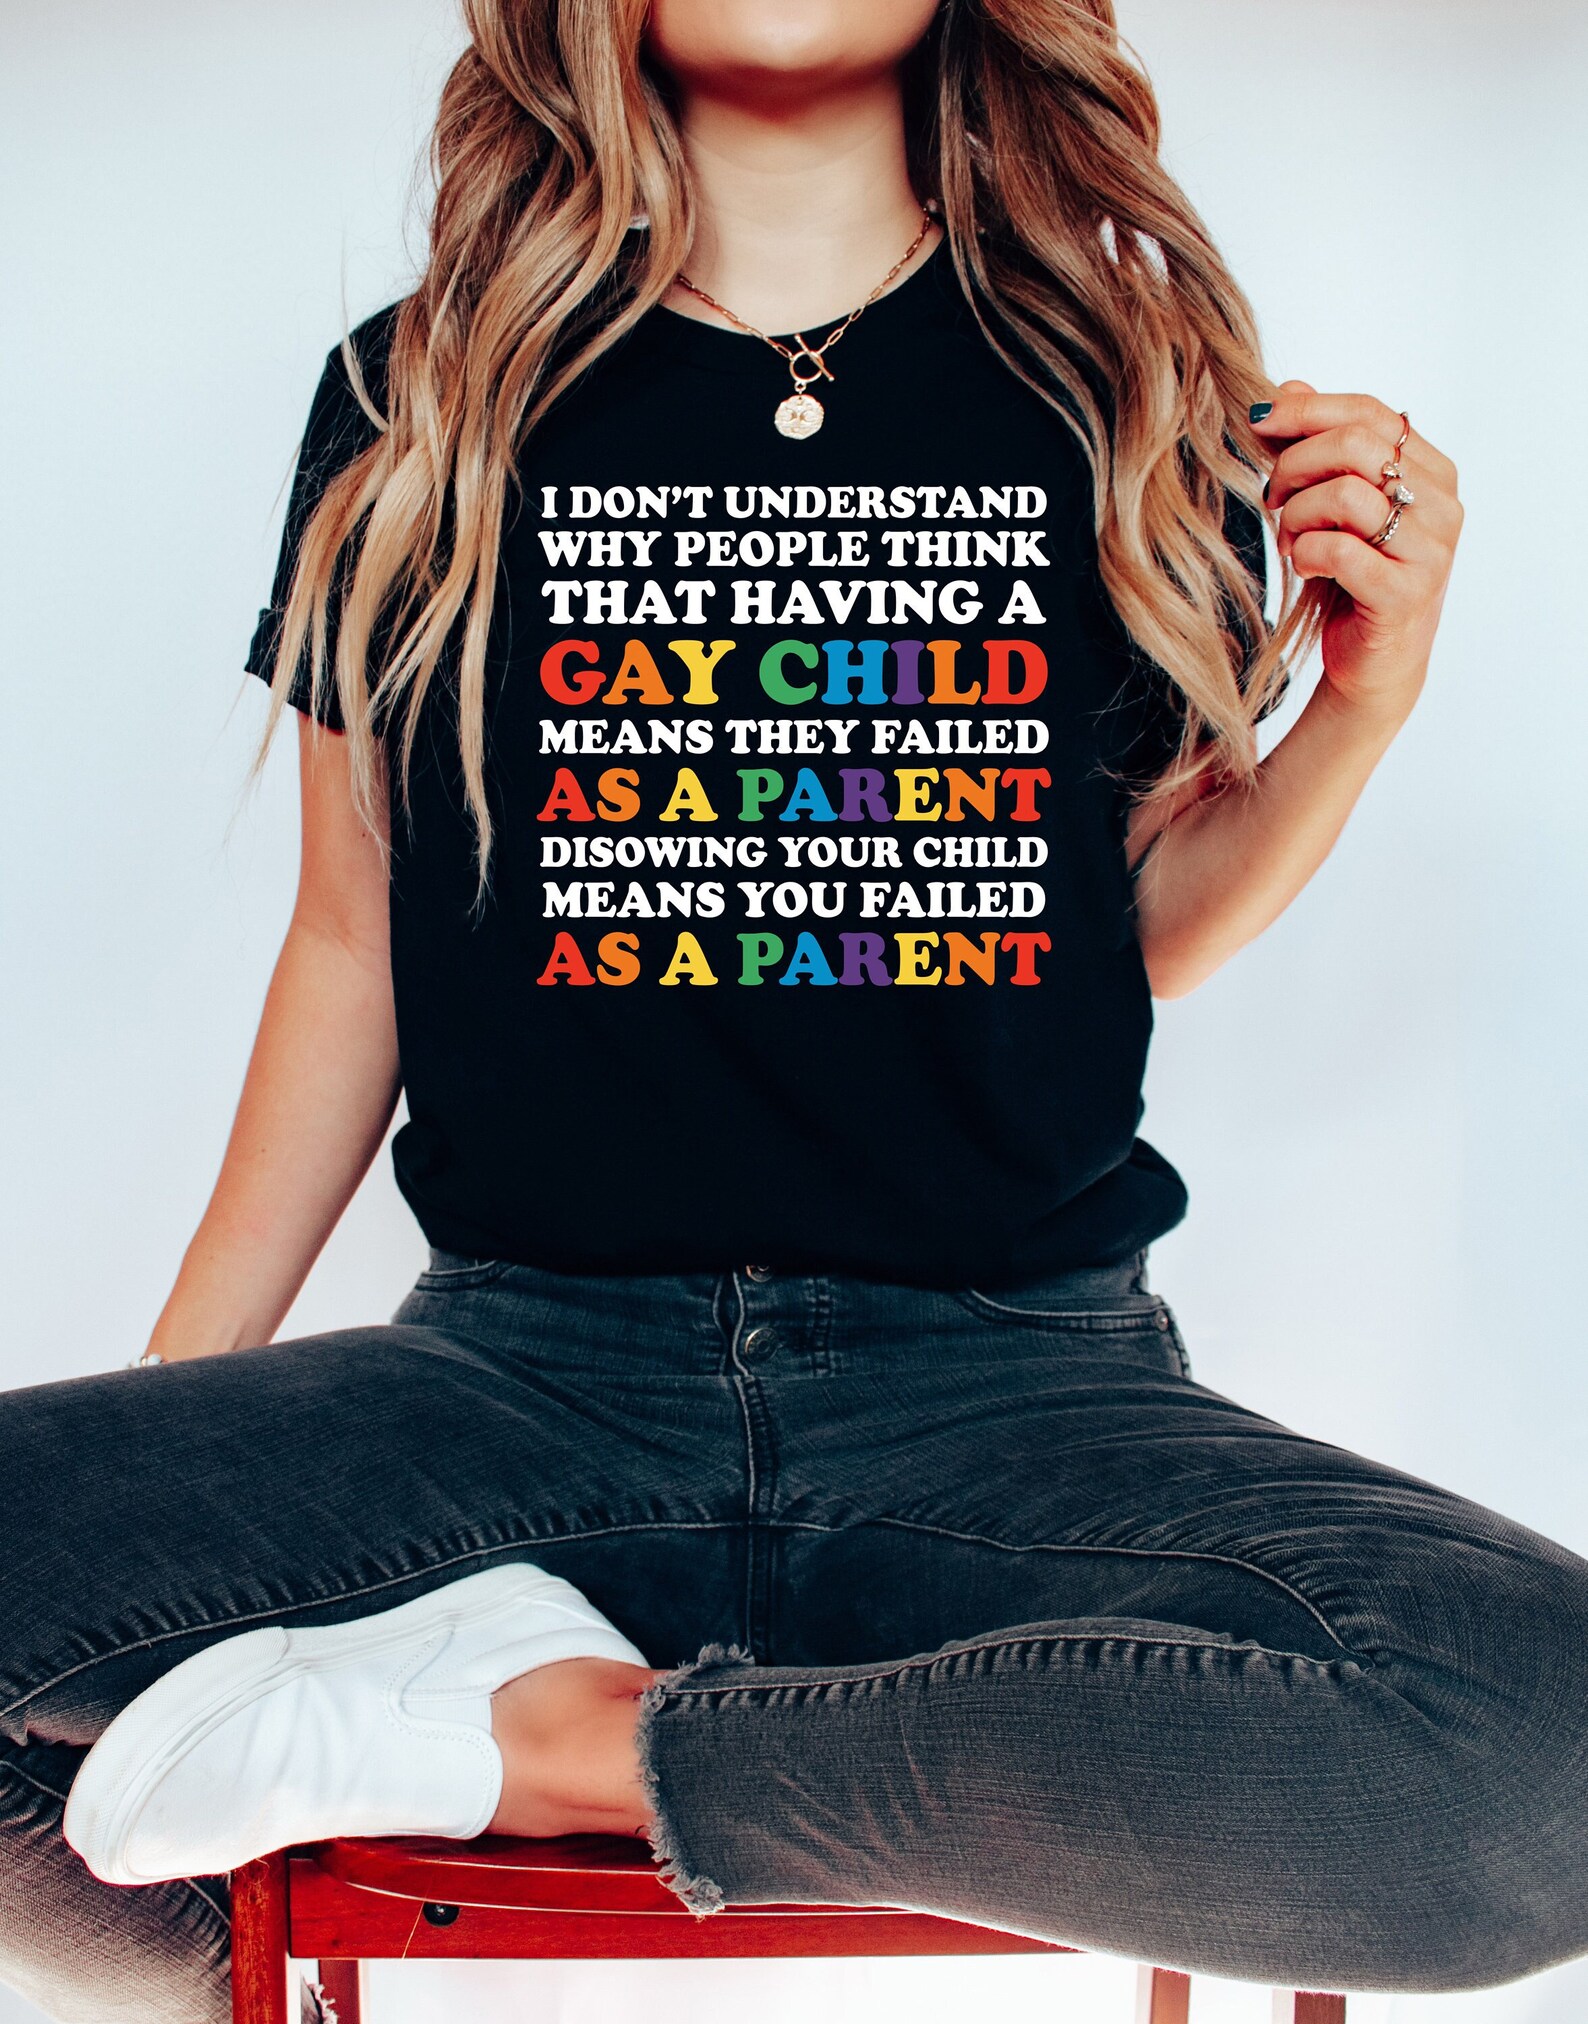 I DON'T UNDERSTAND
WHY PEOPLE THINK
THAT HAVING A
GAY CHILD
MEANS THEY FAILED
AS A PARENT
DISOWING YOUR CHILD
MEANS YOU FAILED
AS A PARENT